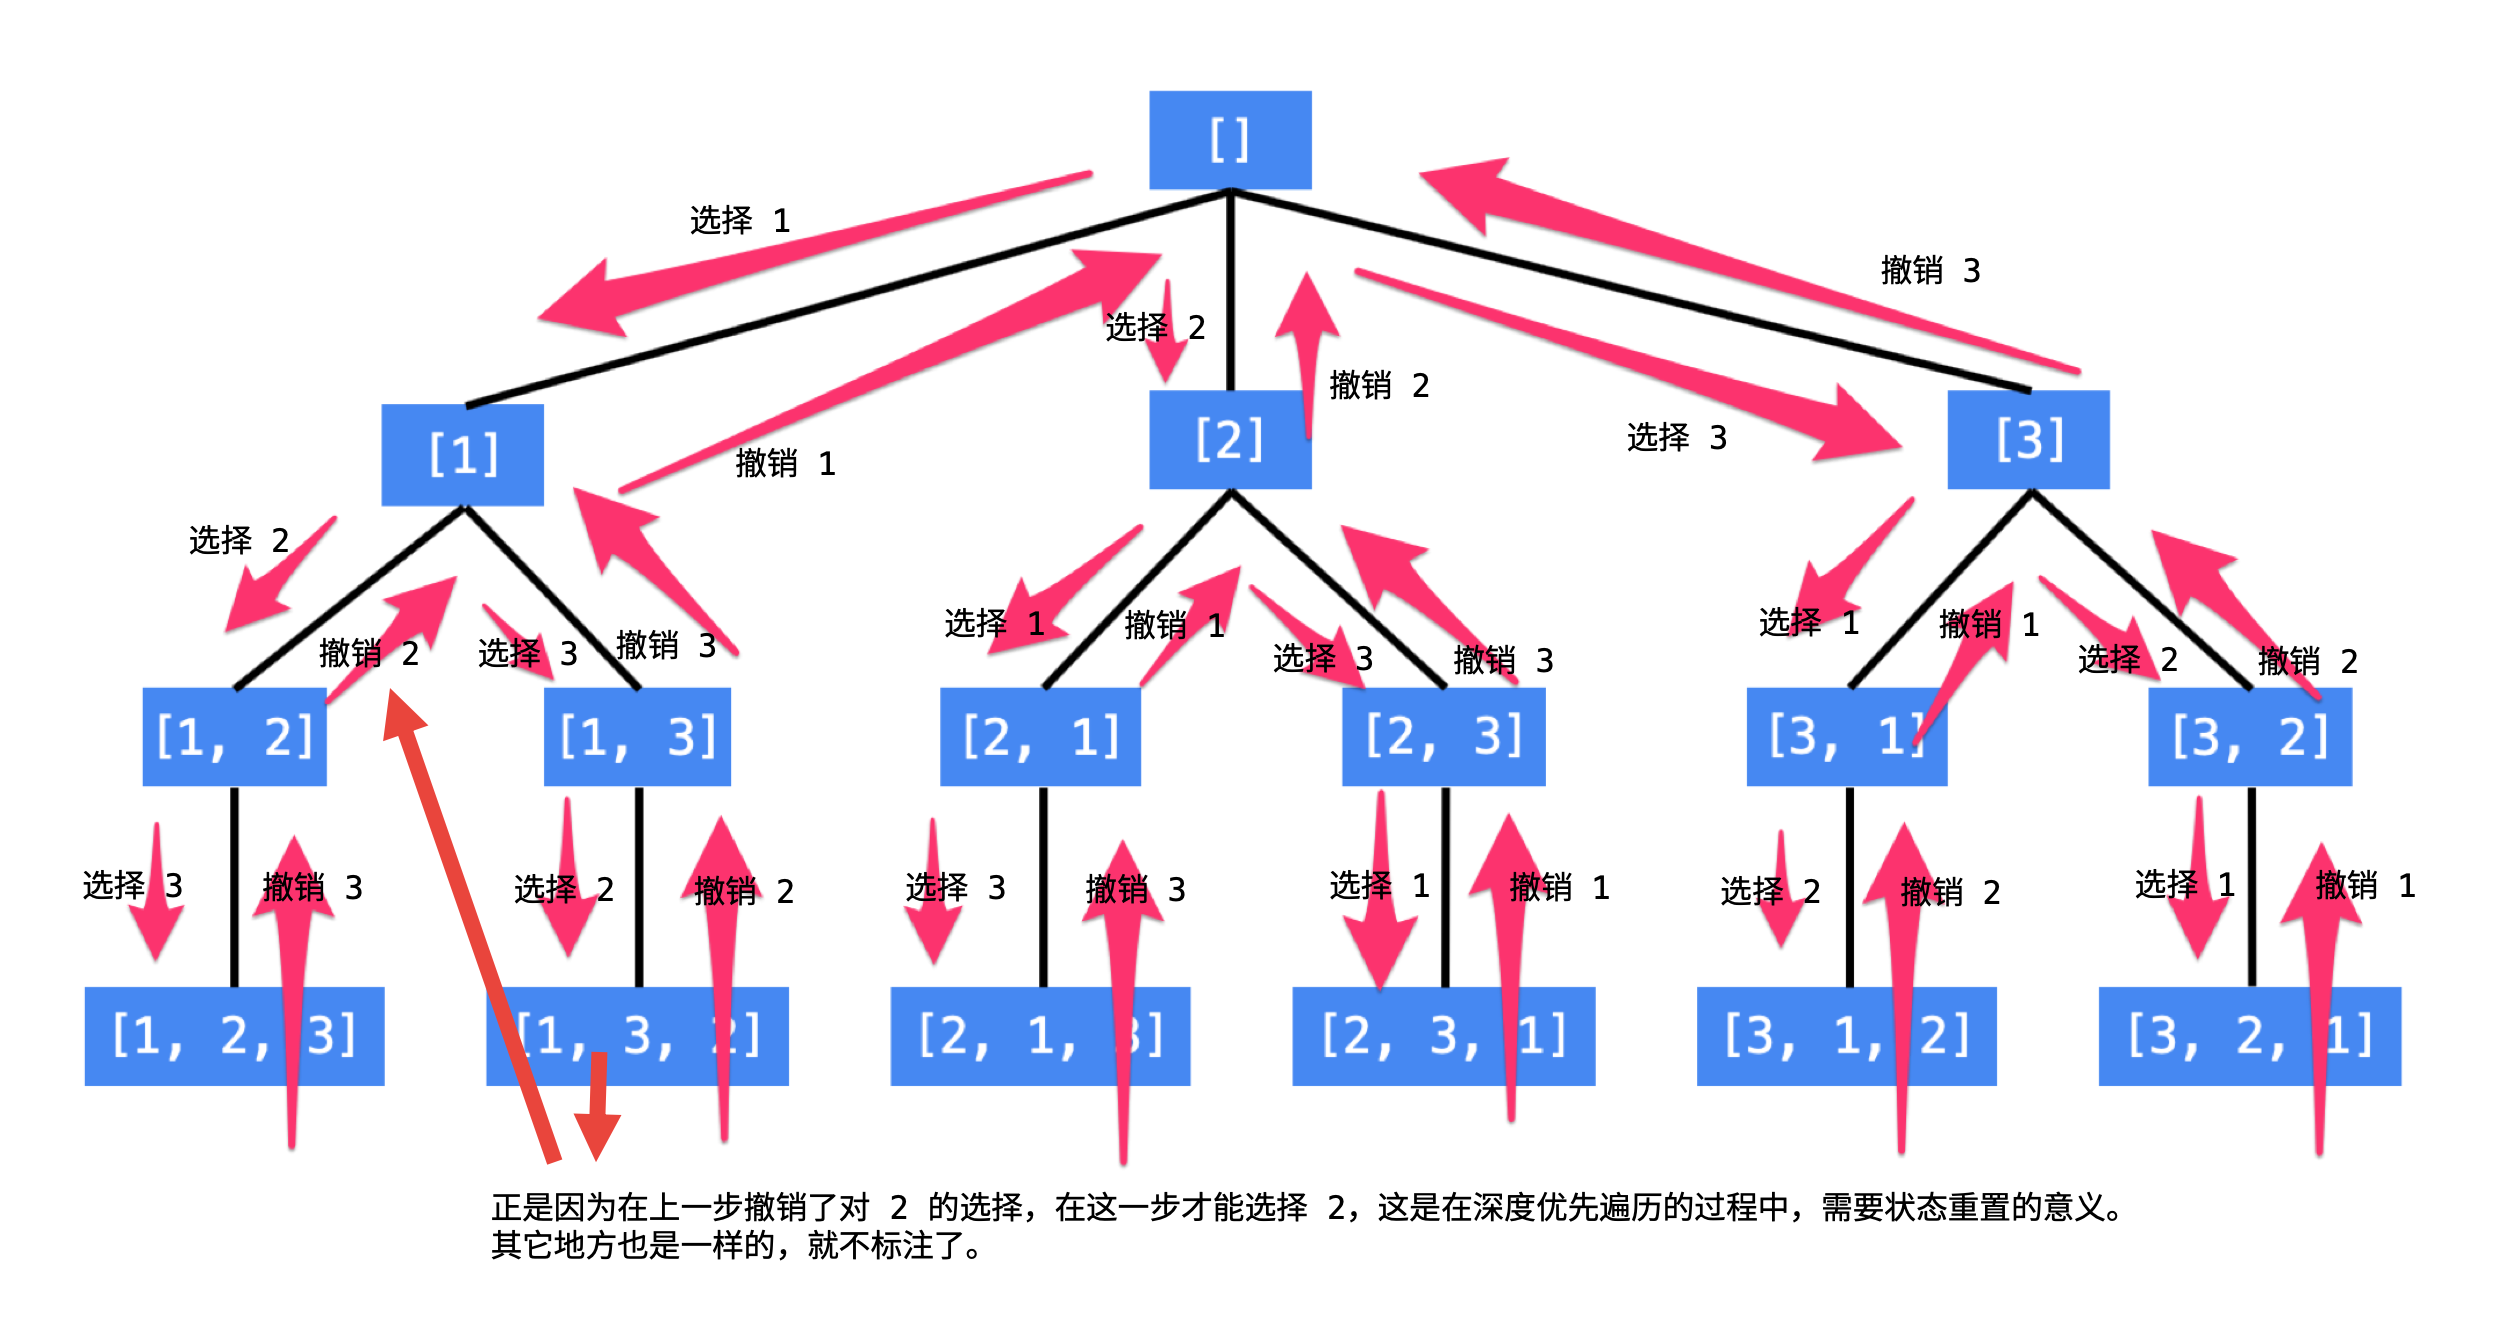 []
选择 1
撤销 3
选择 2
撤销 2
撤销 1
选择 3
[1]
[2]
[3]
选择 2
撤销 2
选择 3
撤销 3
选择 1
撤销 1
选择 3
撤销 3
选择 1
撤销 1
选择 2
撤销 2
[1, 2]
[1, 3]
[2, 1]
[2, 3]
[3, 1]
[3, 2]
选择 3
撤销 3
选择 2
撤销 2
选择 3
撤销 3
选择 1
撤销 1
选择 2
撤销 2
选择 1
撤销 1
[1, 2, 3]
[1, 3, 2]
[2, 1, 3]
[2, 3, 1]
[3, 1, 2]
[3, 2, 1]
正是因为在上一步撤销了对 2 的选择，在这一步才能选择 2，这是在深度优先遍历的过程中，需要状态重置的意义。
其它地方也是一样的，就不标注了。